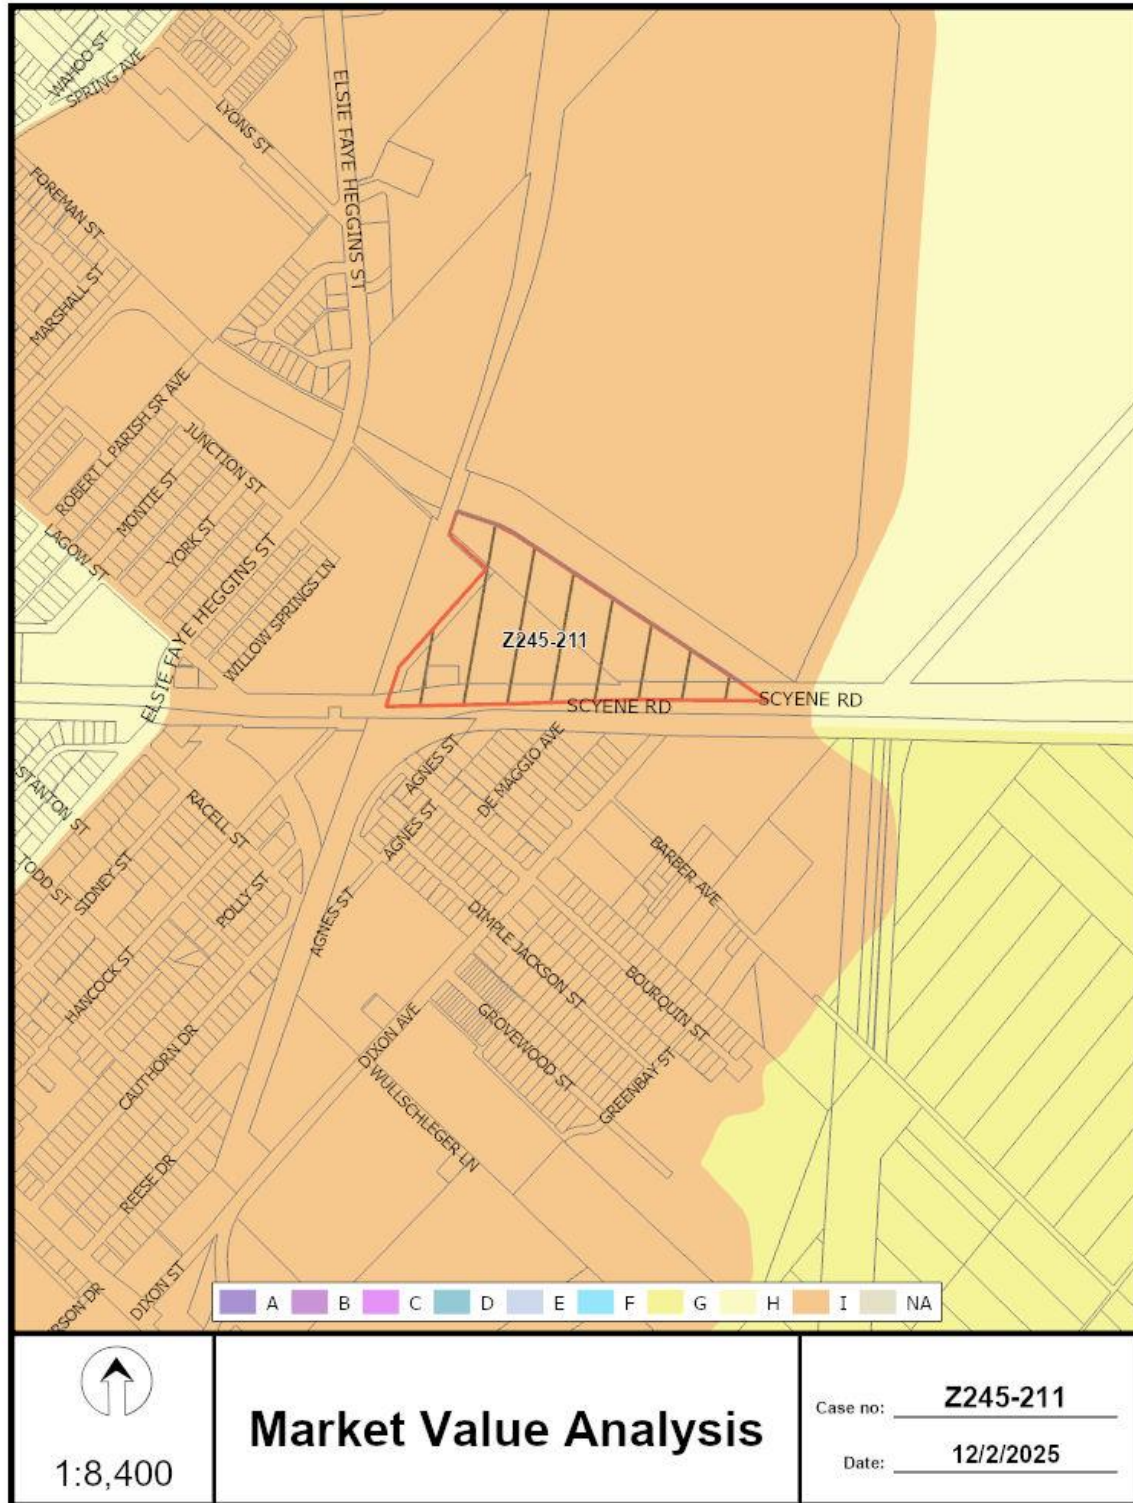 WAHOO ST
SPRING AVE
LYONS ST
ELSIE FAYE HEGGINS ST
FOREMAN ST
MARSHALL ST
ROBERT L PARISH SR AVE
JUNCTION ST
MONTIE ST
YORK ST
LAGOW ST
ELSIE FAYE HEGGINS ST
WILLOW SPRINGS LN
Z245-211
SCYENE RD
SCYENE RD
STANTON ST
AGNES ST
DE MAGGIO AVE
RACELL ST
AGNES ST
TODD ST
SIDNEY ST
POLLY ST
BARBER AVE
AGNES ST
DIMPLE JACKSON ST
HANCOCK ST
BOURQUIN ST
DIXON AVE
GROVEWOOD ST
CAUTHORN DR
WULLSCHLEGER LN
GREENBAY ST
REESE DR
DIXON ST
RSON DR
A B C D E F G H I NA
1:8,400
Market Value Analysis
Case no: Z245-211
Date: 12/2/2025